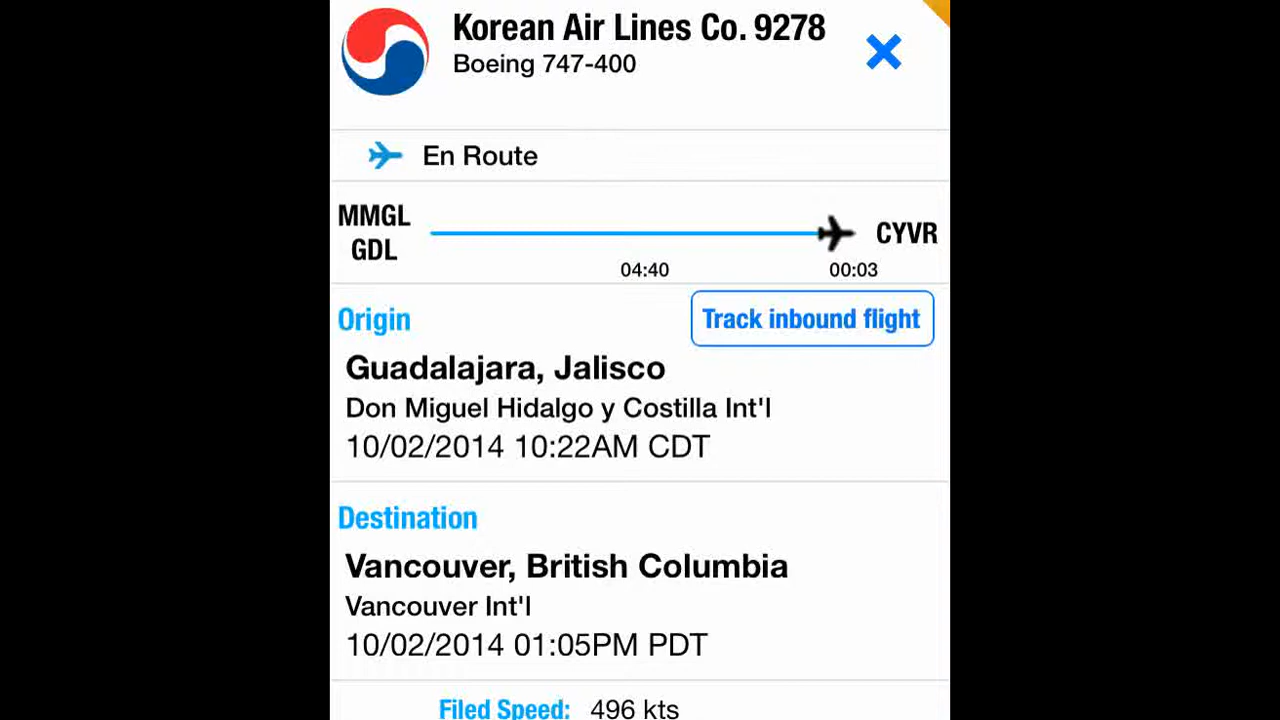 Korean Air Lines Co. 9278
Boeing 747-400
En Route
MMGL
GDL
CYVR
04:40
00:03
Origin
Track inbound flight
Guadalajara, Jalisco
Don Miguel Hidalgo y Costilla Int'l
10/02/2014 10:22AM CDT
Destination
Vancouver, British Columbia
Vancouver Int'l
10/02/2014 01:05PM PDT
Filed Speed: 496 kts